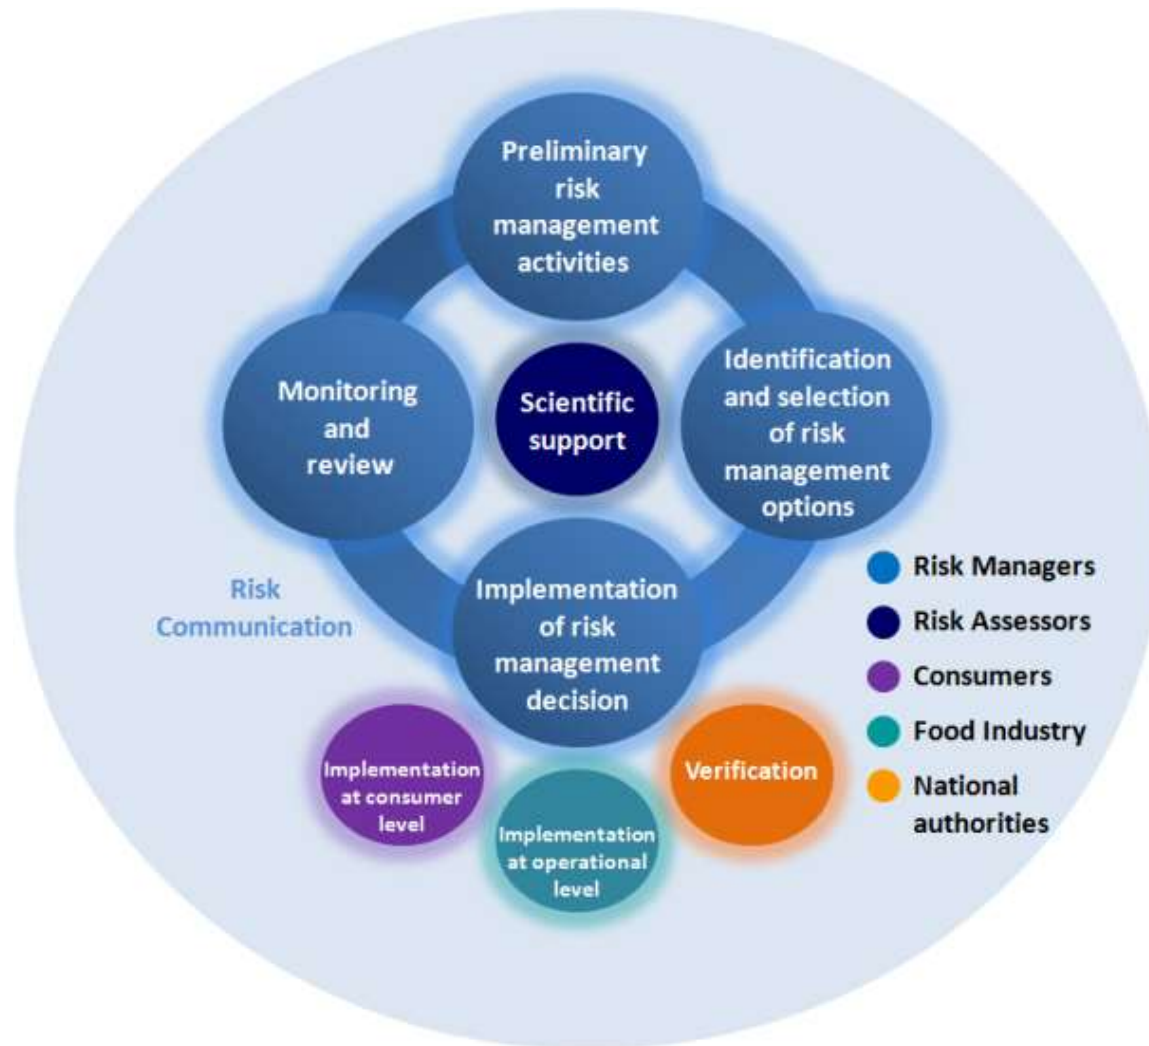 Preliminary
risk
management
activities
Monitoring
and
review
Scientific
support
Identification
and selection
of risk
management
options
Implementation
of risk
management
decision
Risk
Communication
Implementation
at consumer
level
Implementation
at operational
level
Verification
Risk Managers
Risk Assessors
Consumers
Food Industry
National
authorities